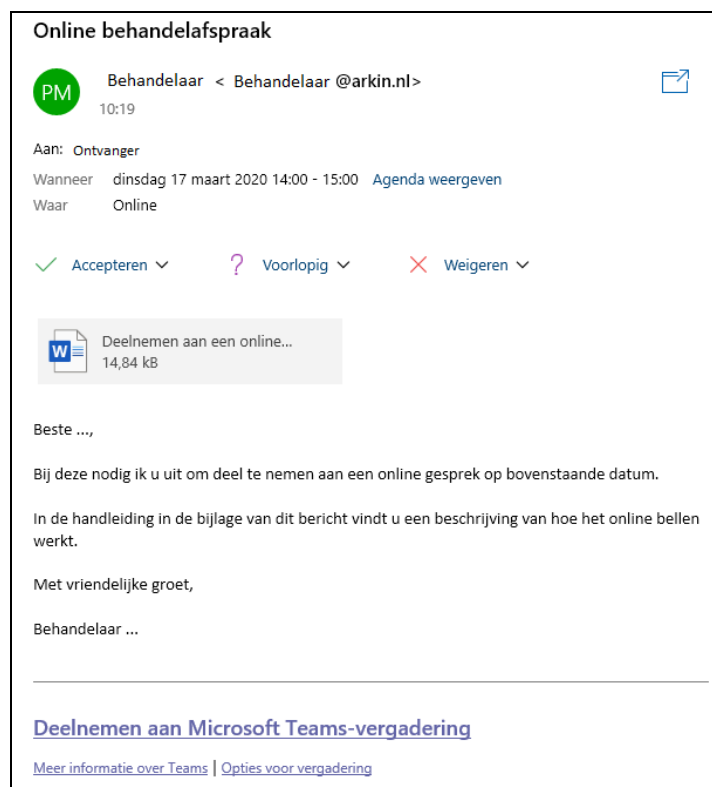 Online behandelafspraak
PM
Behandelaar < Behandelaar @arkin.nl>
10:19
Aan: Ontvanger
Wanneer dinsdag 17 maart 2020 14:00 - 15:00 Agenda weergeven
Waar Online
Accepteren ? Voorlopig Weigeren
W Deelnemen aan een online...
14,84 kB
Beste ...,
Bij deze nodig ik u uit om deel te nemen aan een online gesprek op bovenstaande datum.
In de handleiding in de bijlage van dit bericht vindt u een beschrijving van hoe het online bellen
werkt.
Met vriendelijke groet,
Behandelaar ...
Deelnemen aan Microsoft Teams-vergadering
Meer informatie over Teams | Opties voor vergadering